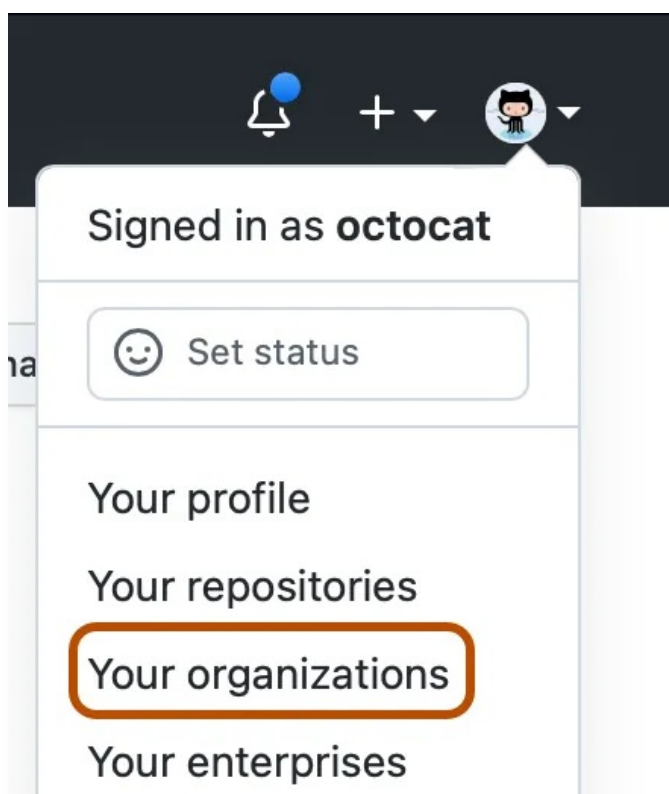 Signed in as octocat
Set status
Your profile
Your repositories
Your organizations
Your enterprises